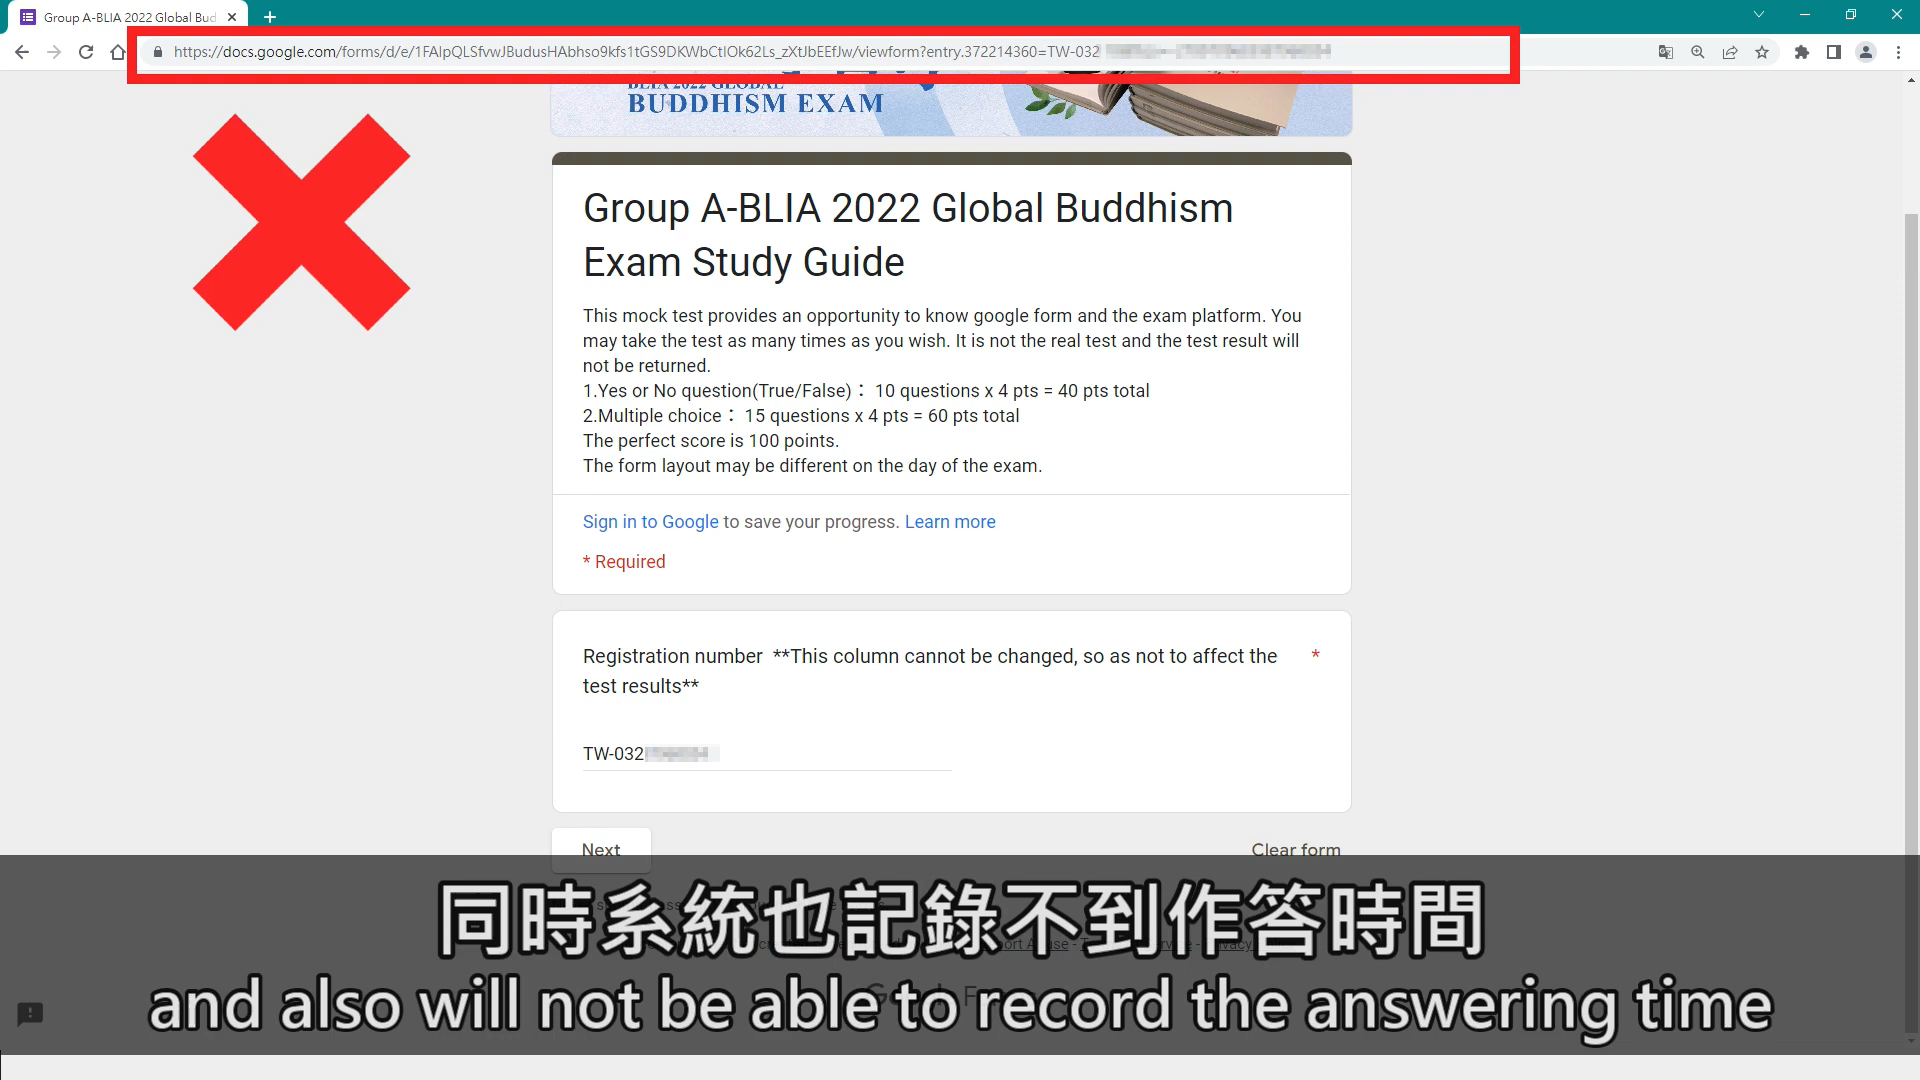 Group A-BLIA 2022 Global Bud
https://docs.google.com/forms/d/e/1FAIpQLSfvwJBudusHAbhso9kfs1tGS9DKWbCtIOk62Ls_zXtJbEEfJw/viewform?entry.372214360=TW-032
BLIA 2022 GLOBAL
BUDDHISM EXAM
Group A-BLIA 2022 Global Buddhism
Exam Study Guide
This mock test provides an opportunity to know google form and the exam platform. You
may take the test as many times as you wish. It is not the real test and the test result will
not be returned.
1.Yes or No question(True/False)： 10 questions x 4 pts = 40 pts total
2.Multiple choice： 15 questions x 4 pts = 60 pts total
The perfect score is 100 points.
The form layout may be different on the day of the exam.
Sign in to Google to save your progress. Learn more
* Required
Registration number  **This column cannot be changed, so as not to affect the *
test results**
TW-032
Next Clear form
同時系統也記錄不到作答時間
and also will not be able to record the answering time